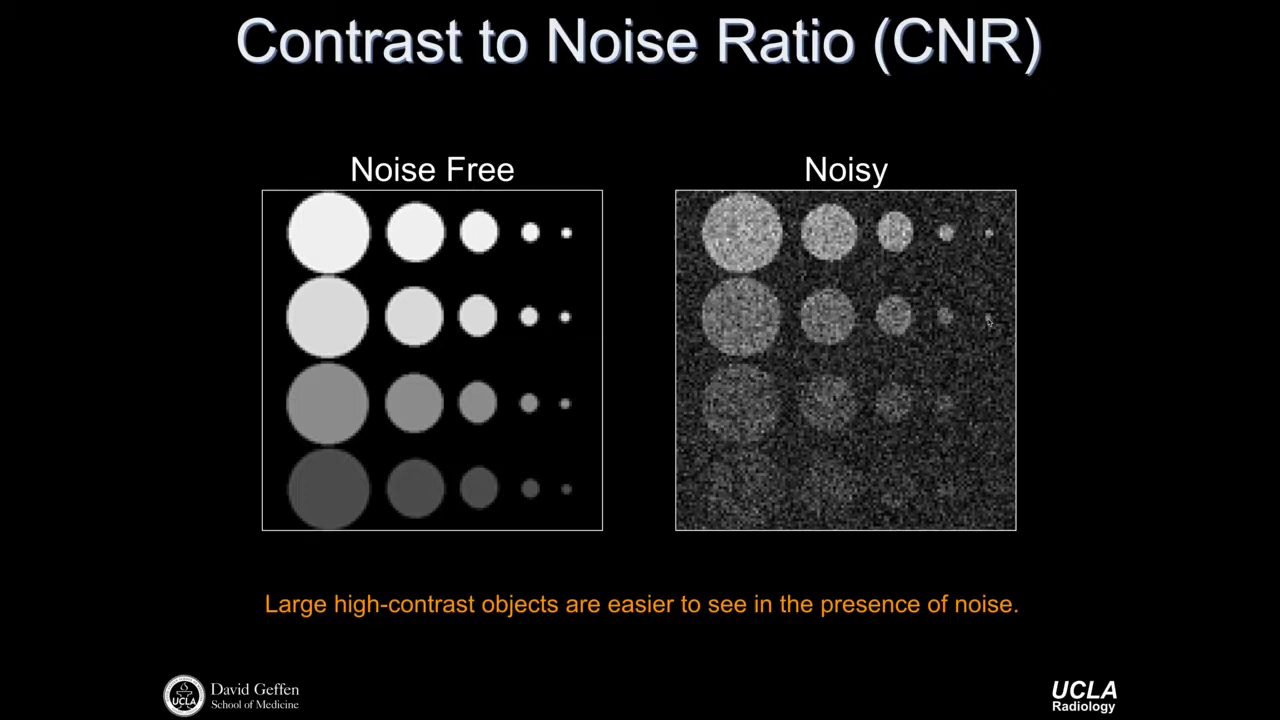 Contrast to Noise Ratio (CNR)
Noise Free
Noisy
Large high-contrast objects are easier to see in the presence of noise.
UCLA
David Geffen
School of Medicine
UCLA
Radiology